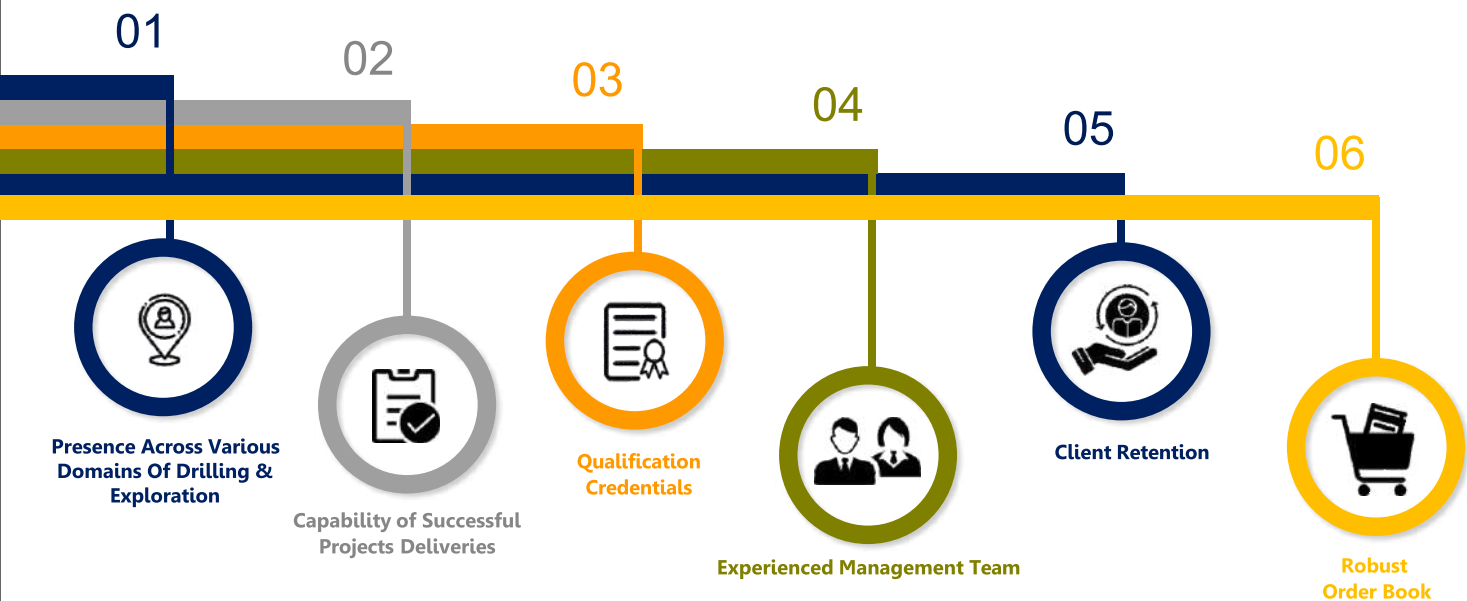 01
02
03
04
05
06
Presence Across Various
Domains Of Drilling &
Exploration
Capability of Successful
Projects Deliveries
Qualification
Credentials
Experienced Management Team
Client Retention
Robust
Order Book